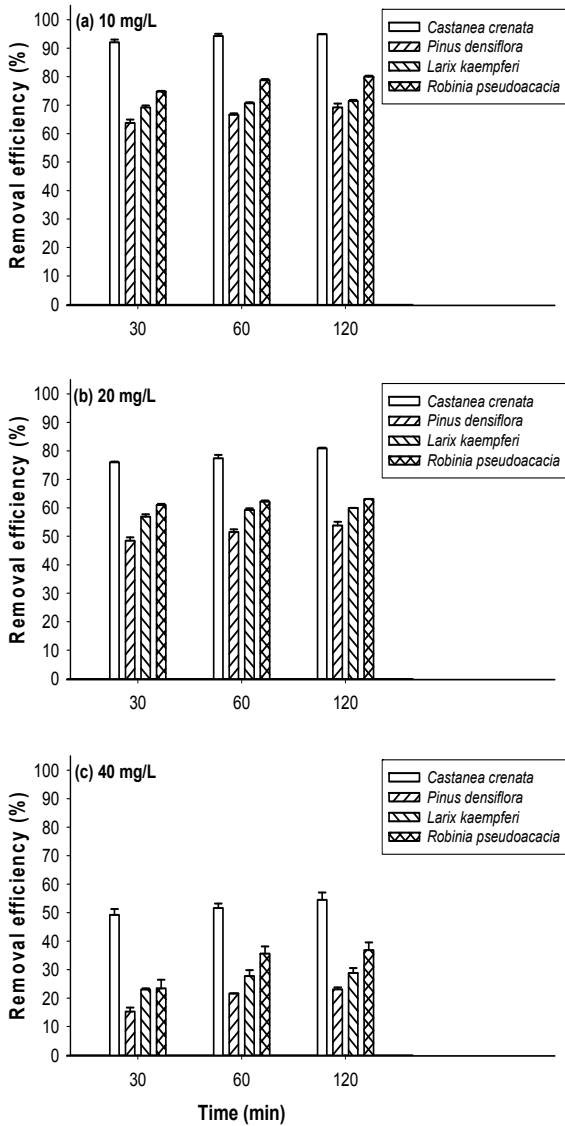 (a) 10 mg/L
Castanea crenata
Pinus densiflora
Larix kaempferi
Robinia pseudoacacia
Removal efficiency (%)
100
90
80
70
60
50
40
30
20
10
0
30 60 120
(b) 20 mg/L
Castanea crenata
Pinus densiflora
Larix kaempferi
Robinia pseudoacacia
Removal efficiency (%)
100
90
80
70
60
50
40
30
20
10
0
30 60 120
(c) 40 mg/L
Castanea crenata
Pinus densiflora
Larix kaempferi
Robinia pseudoacacia
Removal efficiency (%)
100
90
80
70
60
50
40
30
20
10
0
30 60 120
Time (min)